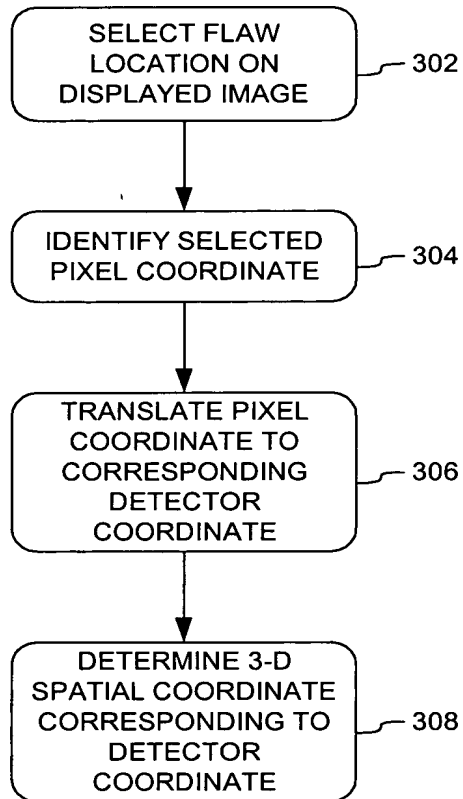 SELECT FLAW
LOCATION ON
DISPLAYED IMAGE
302
IDENTIFY SELECTED
PIXEL COORDINATE
304
TRANSLATE PIXEL
COORDINATE TO
CORRESPONDING
DETECTOR
COORDINATE
306
DETERMINE 3-D
SPATIAL COORDINATE
CORRESPONDING TO
DETECTOR
COORDINATE
308